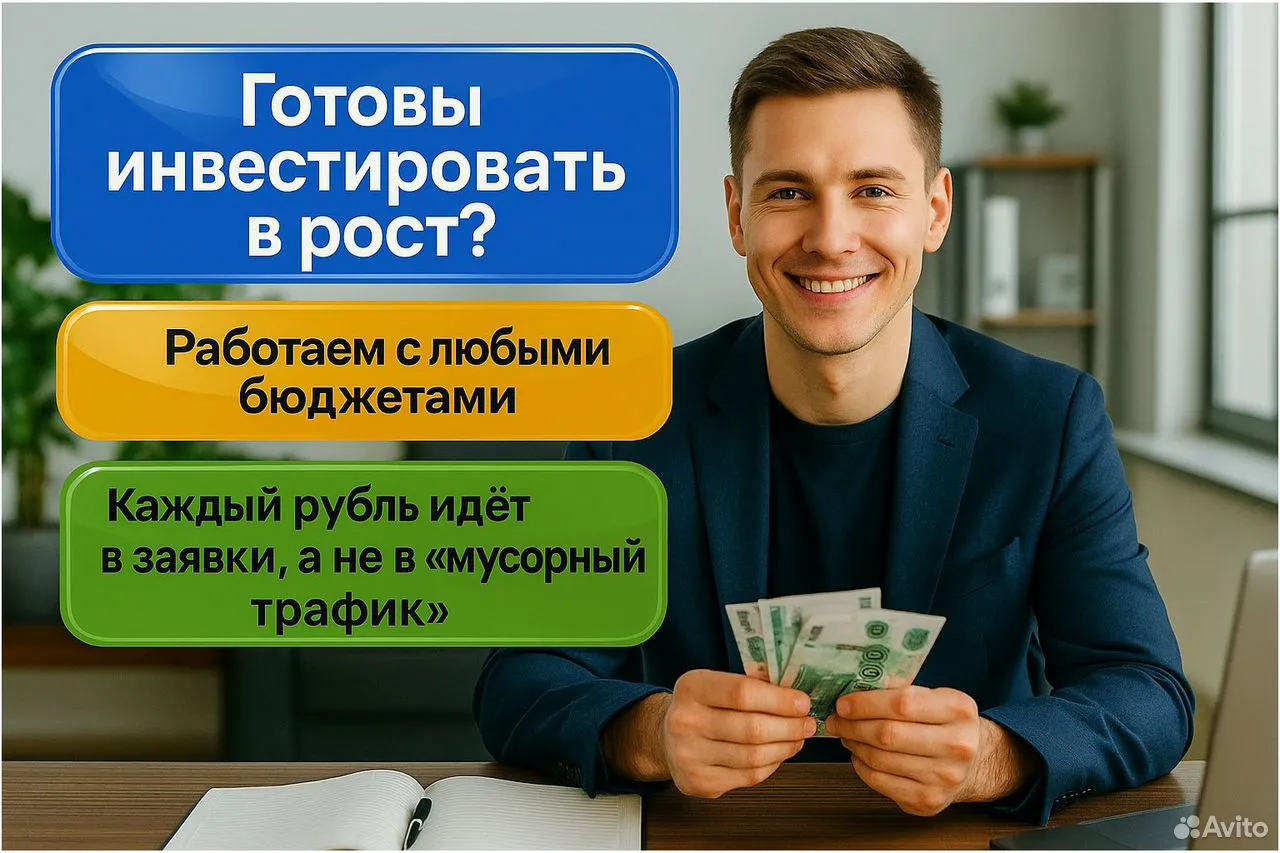 Готовы
инвестировать
в рост?
Работаем с любыми
бюджетами
Каждый рубль идёт
в заявки, а не в «мусорный
трафик»
Avito